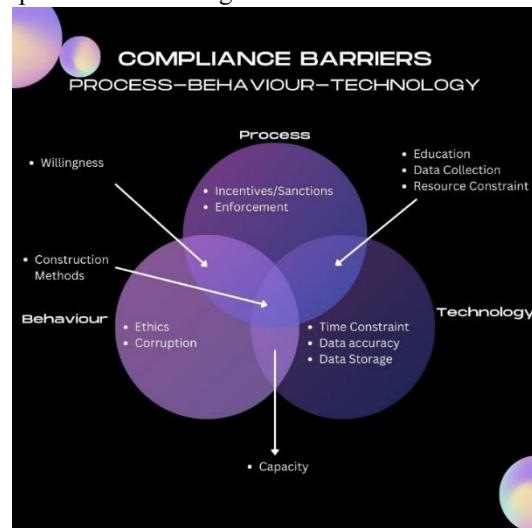 COMPLIANCE BARRIERS
PROCESS–BEHAVIOUR–TECHNOLOGY
Process
• Willingness
• Incentives/Sanctions
• Enforcement
• Education
• Data Collection
• Resource Constraint
• Construction
Methods
Behaviour
• Ethics
• Corruption
Technology
• Time Constraint
• Data accuracy
• Data Storage
• Capacity